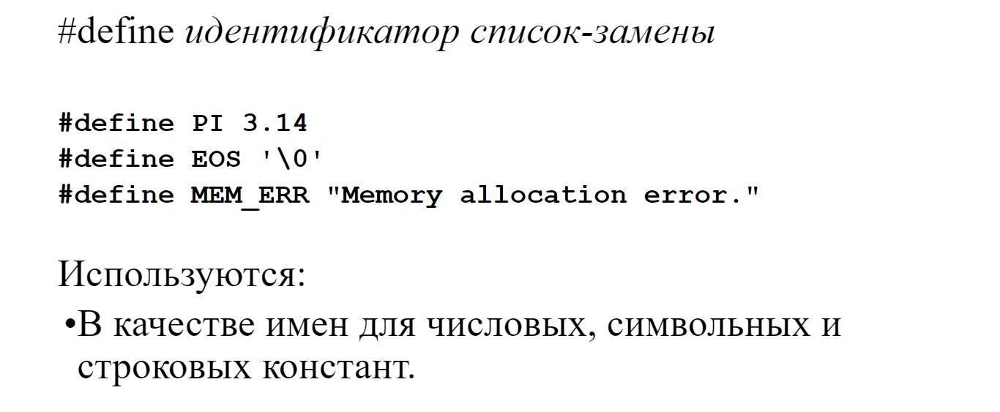 #define идентификатор список-замены
#define PI 3.14
#define EOS '\0'
#define MEM_ERR "Memory allocation error."
Используются:
•В качестве имен для числовых, символьных и
строковых констант.